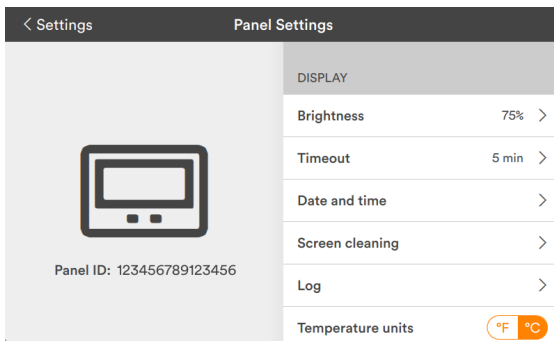 Settings
Panel Settings
Panel ID: 123456789123456
DISPLAY
Brightness 75%
Timeout 5 min
Date and time
Screen cleaning
Log
Temperature units °F °C